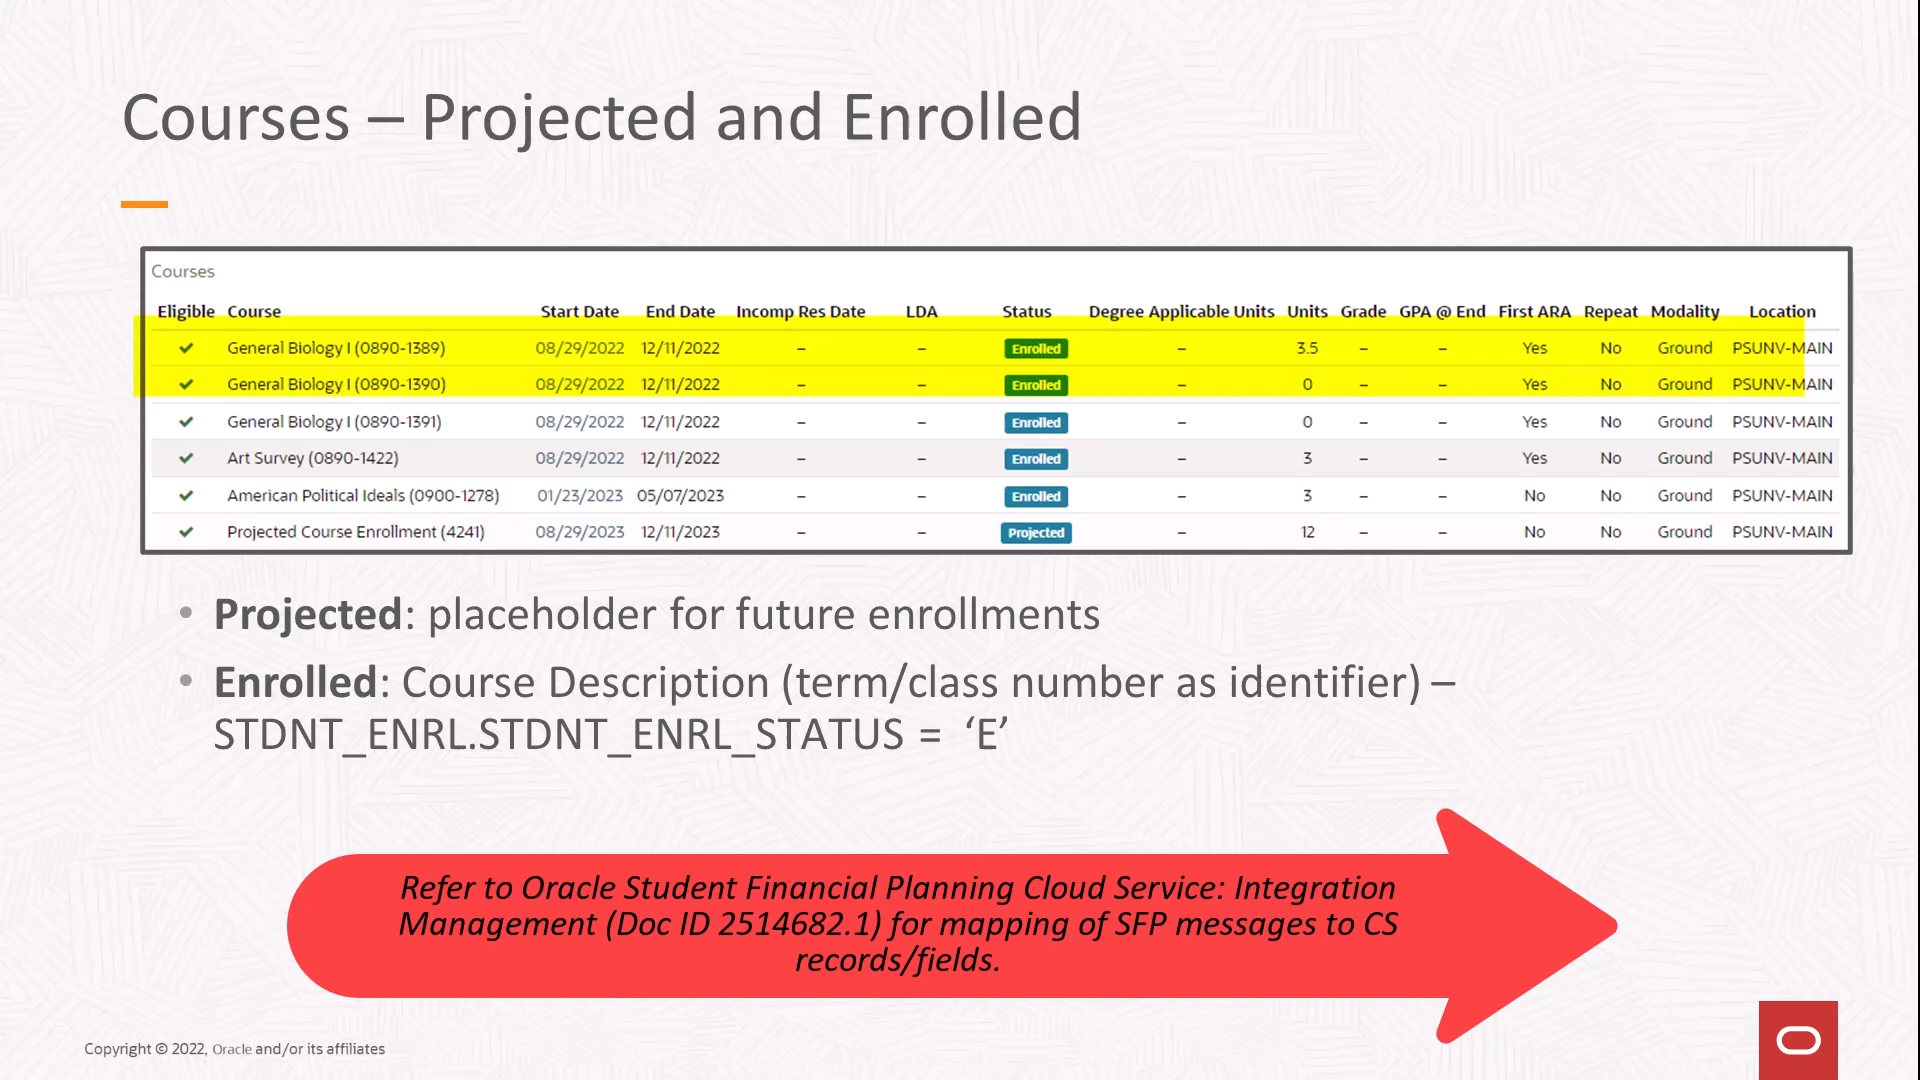 Courses – Projected and Enrolled
Courses
Eligible Course Start Date End Date Incomp Res Date LDA Status Degree Applicable Units Units Grade GPA @ End First ARA Repeat Modality Location
General Biology I (0890-1389) 08/29/2022 12/11/2022 – – Enrolled – 3.5 – – Yes No Ground PSUNV-MAIN
General Biology I (0890-1390) 08/29/2022 12/11/2022 – – Enrolled – 0 – – Yes No Ground PSUNV-MAIN
General Biology I (0890-1391) 08/29/2022 12/11/2022 – – Enrolled – 0 – – Yes No Ground PSUNV-MAIN
Art Survey (0890-1422) 08/29/2022 12/11/2022 – – Enrolled – 3 – – Yes No Ground PSUNV-MAIN
American Political Ideals (0900-1278) 01/23/2023 05/07/2023 – – Enrolled – 3 – – No No Ground PSUNV-MAIN
Projected Course Enrollment (4241) 08/29/2023 12/11/2023 – – Projected – 12 – – No No Ground PSUNV-MAIN
• Projected: placeholder for future enrollments
• Enrolled: Course Description (term/class number as identifier) –
STDNT_ENRL.STDNT_ENRL_STATUS = ‘E’
Refer to Oracle Student Financial Planning Cloud Service: Integration
Management (Doc ID 2514682.1) for mapping of SFP messages to CS
records/fields.
Copyright © 2022, Oracle and/or its affiliates